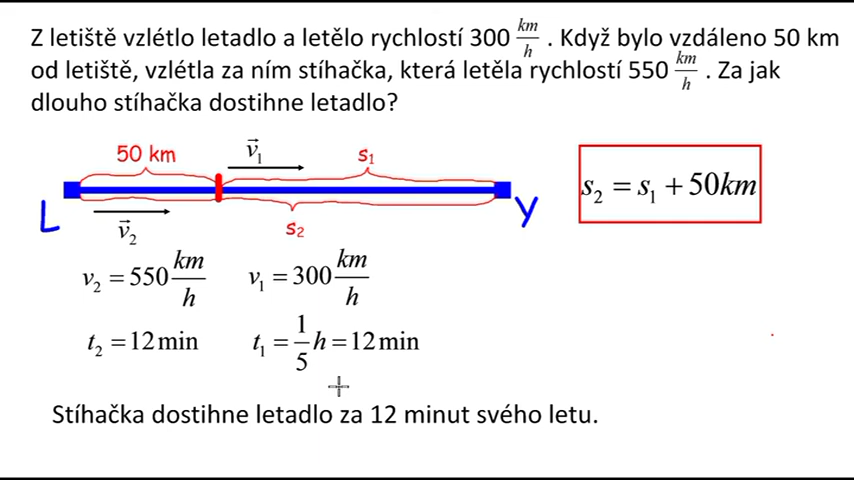 Z letiště vzlétlo letadlo a letělo rychlostí 300 km/h . Když bylo vzdáleno 50 km
od letiště, vzlétla za ním stíhačka, která letěla rychlostí 550 km/h . Za jak
dlouho stíhačka dostihne letadlo?
50 km v⃗₁ s₁
L v⃗₂ s₂ Y
s₂ = s₁ + 50km
v₂ = 550 km/h v₁ = 300 km/h
t₂ = 12 min t₁ = 1/5 h = 12 min
Stíhačka dostihne letadlo za 12 minut svého letu.